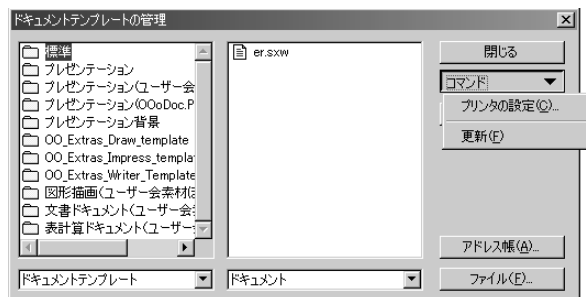 ドキュメントテンプレートの管理
標準
プレゼンテーション
プレゼンテーション(ユーザー会
プレゼンテーション(OOoDoc.P
プレゼンテーション背景
OO_Extras_Draw_template
OO_Extras_Impress_templa
OO_Extras_Writer_Template
図形描画(ユーザー会素材(
文書ドキュメント(ユーザー会
表計算ドキュメント(ユーザー
ドキュメントテンプレート
er.sxw
ドキュメント
閉じる
コマンド
プリンタの設定(C)...
更新(F)
アドレス帳(A)...
ファイル(E)...